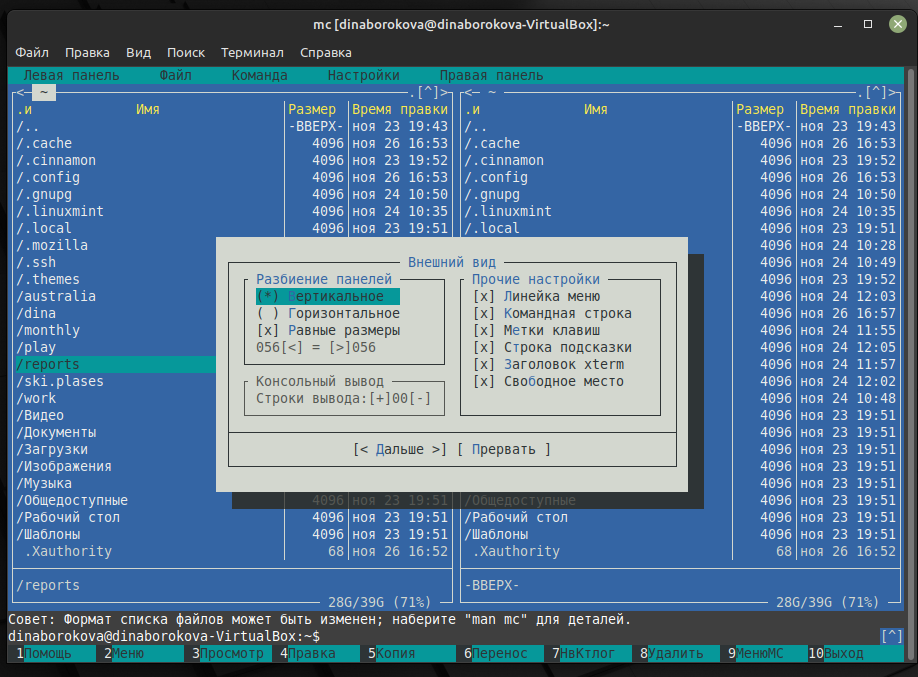 mc [dinaborokova@dinaborokova-VirtualBox]:~
Файл Правка Вид Поиск Терминал Справка
Левая панель Файл Команда Настройки Правая панель
<─ ~ .[^]> <─ ~ .[^]>
.и Имя Размер Время правки .и Имя Размер Время правки
/.. -ВВЕРХ- ноя 23 19:43 /.. -ВВЕРХ- ноя 23 19:43
/.cache 4096 ноя 26 16:53 /.cache 4096 ноя 26 16:53
/.cinnamon 4096 ноя 23 19:52 /.cinnamon 4096 ноя 23 19:52
/.config 4096 ноя 26 16:53 /.config 4096 ноя 26 16:53
/.gnupg 4096 ноя 24 10:50 /.gnupg 4096 ноя 24 10:50
/.linuxmint 4096 ноя 24 10:35 /.linuxmint 4096 ноя 24 10:35
/.local 4096 ноя 23 19:51 /.local 4096 ноя 23 19:51
/.mozilla 4096 ноя 24 10:28
/.ssh Внешний вид 4096 ноя 24 10:49
/.themes Разбиение панелей Прочие настройки 4096 ноя 23 19:52
/australia (*) Вертикальное [x] Линейка меню 4096 ноя 24 12:03
/dina ( ) Горизонтальное [x] Командная строка 4096 ноя 26 16:57
/monthly [x] Равные размеры [x] Метки клавиш 4096 ноя 24 11:55
/play 056[<] = [>]056 [x] Строка подсказки 4096 ноя 24 12:05
/reports [x] Заголовок xterm 4096 ноя 24 11:57
/ski.plases Консольный вывод [x] Свободное место 4096 ноя 24 12:02
/work Строки вывода:[+]00[-] 4096 ноя 24 10:48
/Видео 4096 ноя 23 19:51
/Документы 4096 ноя 23 19:51
/Загрузки [< Дальше >] [ Прервать ] 4096 ноя 23 19:51
/Изображения 4096 ноя 23 19:51
/Музыка 4096 ноя 23 19:51
/Общедоступные 4096 ноя 23 19:51 /Общедоступные 4096 ноя 23 19:51
/Рабочий стол 4096 ноя 23 19:51 /Рабочий стол 4096 ноя 23 19:51
/Шаблоны 4096 ноя 23 19:51 /Шаблоны 4096 ноя 23 19:51
.Xauthority 68 ноя 26 16:52 .Xauthority 68 ноя 26 16:52
/reports -ВВЕРХ-
28G/39G (71%) 28G/39G (71%)
Совет: Формат списка файлов может быть изменен; наберите "man mc" для деталей.
dinaborokova@dinaborokova-VirtualBox:~$ [^]
1Помощь 2Меню 3Просмотр 4Правка 5Копия 6Перенос 7НвКтлог 8Удалить 9МенюМС 10Выход